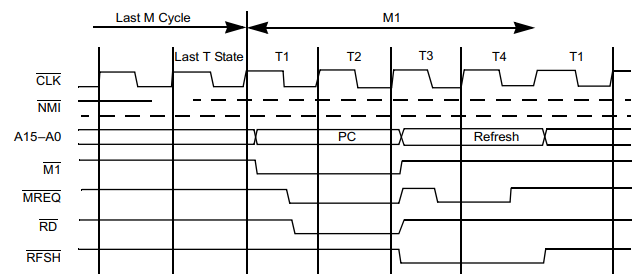 Last M Cycle M1
Last T State T1 T2 T3 T4 T1
CLK
NMI
A15–A0 PC Refresh
M1
MREQ
RD
RFSH